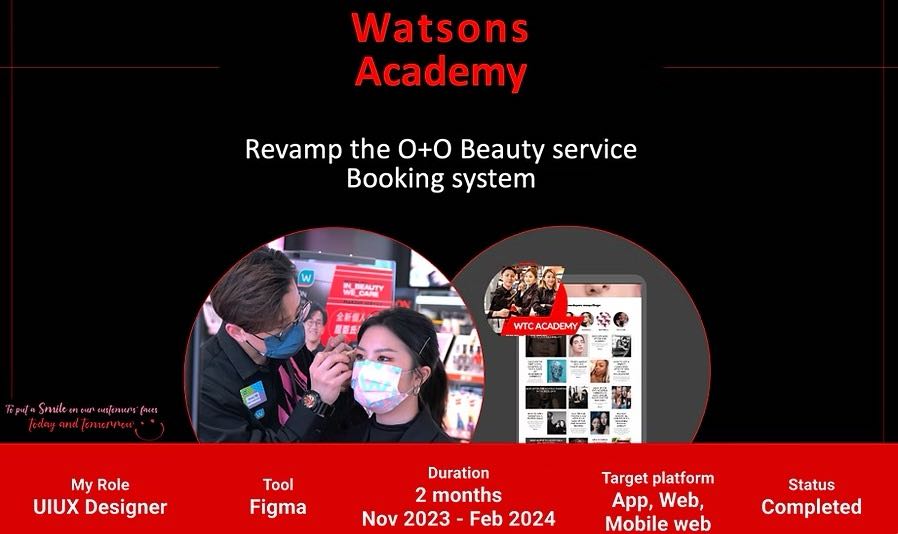 Watsons
Academy
Revamp the O+O Beauty service
Booking system
IN_BEAUTY
WE_CARE
WTC ACADEMY
To put a Smile on our customers' faces
today and tomorrow
My Role
UIUX Designer
Tool
Figma
Duration
2 months
Nov 2023 - Feb 2024
Target platform
App, Web,
Mobile web
Status
Completed